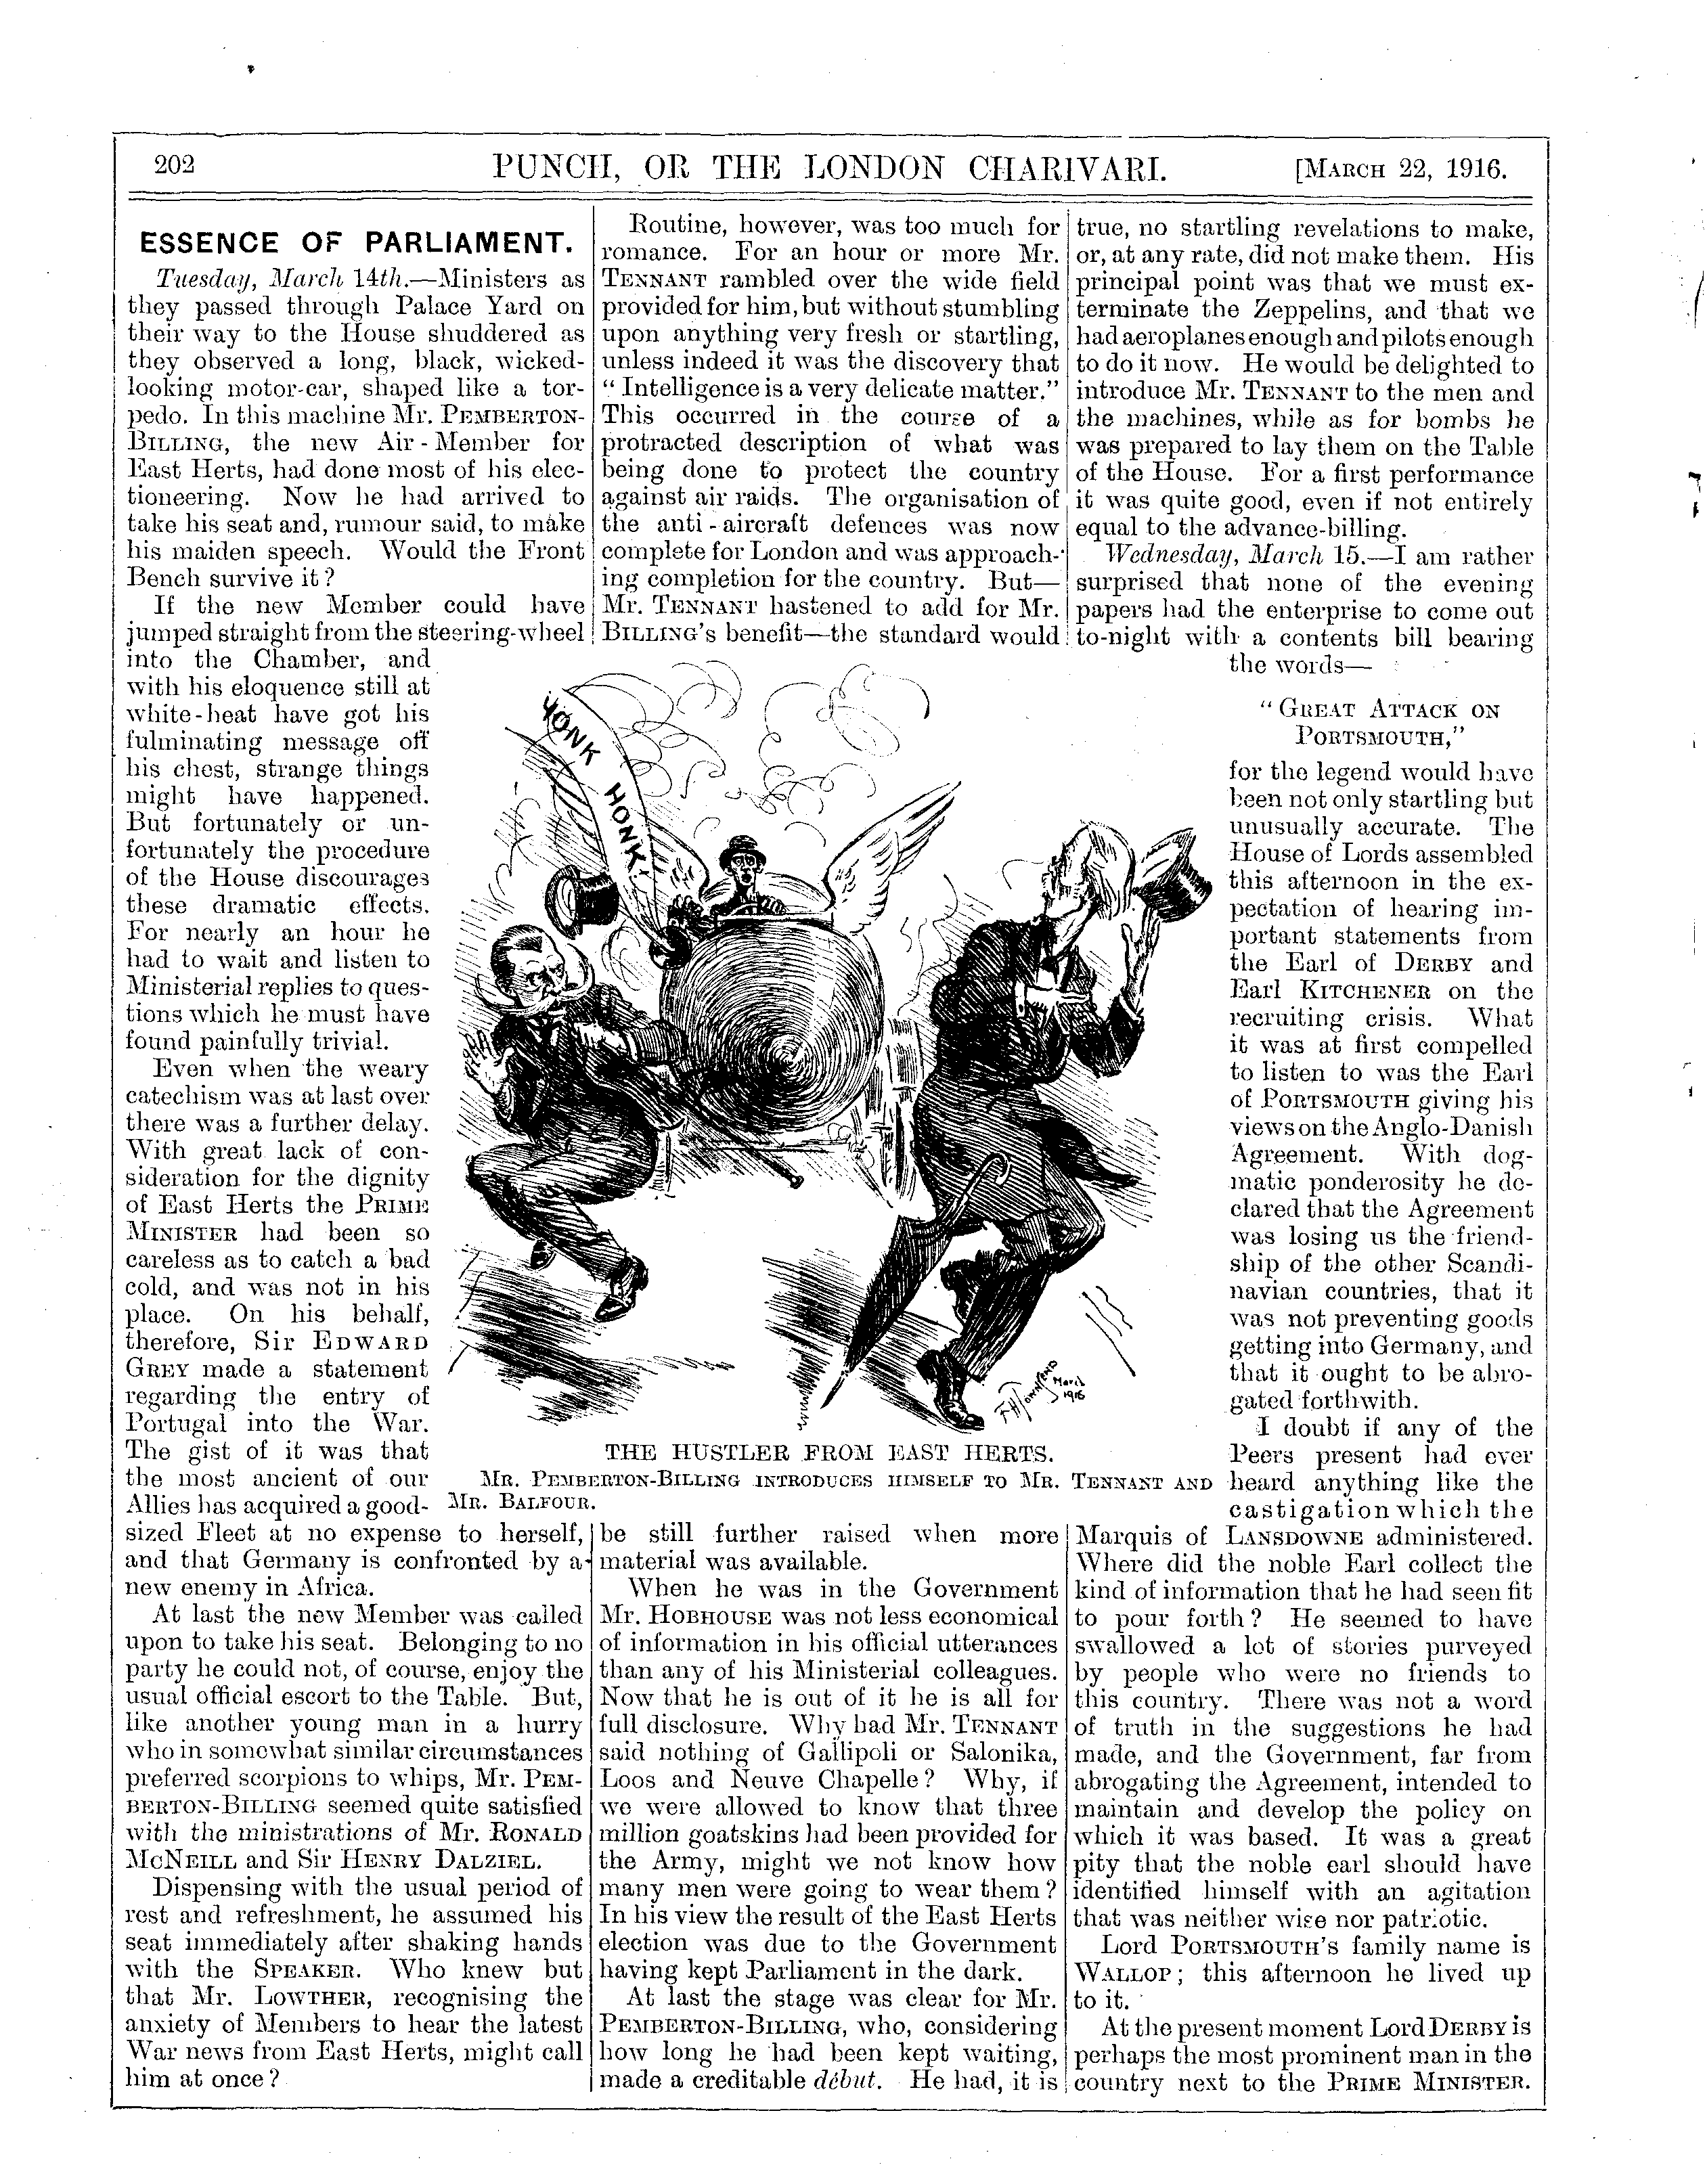 202
PUNCH, OR THE LONDON CHARIVARI.
[MARCH 22, 1916.
ESSENCE OF PARLIAMENT.
Tuesday, March 14th.—Ministers as
they passed through Palace Yard on
their way to the House shuddered as
they observed a long, black, wicked-
looking motor-car, shaped like a tor-
pedo. In this machine Mr. PEMBERTON-
BILLING, the new Air-Member for
East Herts, had done most of his elec-
tioneering. Now he had arrived to
take his seat and, rumour said, to make
his maiden speech. Would the Front
Bench survive it?
If the new Member could have
jumped straight from the steering-wheel
into the Chamber, and
with his eloquence still at
white-heat have got his
fulminating message off
his chest, strange things
might have happened.
But fortunately or un-
fortunately the procedure
of the House discourages
these dramatic effects.
For nearly an hour he
had to wait and listen to
Ministerial replies to ques-
tions which he must have
found painfully trivial.
Even when the weary
catechism was at last over
there was a further delay.
With great lack of con-
sideration for the dignity
of East Herts the PRIME
MINISTER had been so
careless as to catch a bad
cold, and was not in his
place. On his behalf,
therefore, Sir EDWARD
GREY made a statement
regarding the entry of
Portugal into the War.
The gist of it was that
the most ancient of our
Allies has acquired a good-
sized Fleet at no expense to herself,
and that Germany is confronted by a
new enemy in Africa.
At last the new Member was called
upon to take his seat. Belonging to no
party he could not, of course, enjoy the
usual official escort to the Table. But,
like another young man in a hurry
who in somewhat similar circumstances
preferred scorpions to whips, Mr. PEM-
BERTON-BILLING seemed quite satisfied
with the ministrations of Mr. RONALD
MCNEILL and Sir HENRY DALZIEL.
Dispensing with the usual period of
rest and refreshment, he assumed his
seat immediately after shaking hands
with the SPEAKER. Who knew but
that Mr. LOWTHER, recognising the
anxiety of Members to hear the latest
War news from East Herts, might call
him at once?
Routine, however, was too much for
romance. For an hour or more Mr.
TENNANT rambled over the wide field
provided for him, but without stumbling
upon anything very fresh or startling,
unless indeed it was the discovery that
"Intelligence is a very delicate matter."
This occurred in the course of a
protracted description of what was
being done to protect the country
against air raids. The organisation of
the anti-aircraft defences was now
complete for London and was approach-
ing completion for the country. But—
Mr. TENNANT hastened to add for Mr.
BILLING'S benefit—the standard would
HONK HONK!
F H Townsend March 1916
THE HUSTLER FROM EAST HERTS.
MR. PEMBERTON-BILLING INTRODUCES HIMSELF TO MR. TENNANT AND
MR. BALFOUR.
be still further raised when more
material was available.
When he was in the Government
Mr. HOBHOUSE was not less economical
of information in his official utterances
than any of his Ministerial colleagues.
Now that he is out of it he is all for
full disclosure. Why had Mr. TENNANT
said nothing of Gallipoli or Salonika,
Loos and Neuve Chapelle? Why, if
we were allowed to know that three
million goatskins had been provided for
the Army, might we not know how
many men were going to wear them?
In his view the result of the East Herts
election was due to the Government
having kept Parliament in the dark.
At last the stage was clear for Mr.
PEMBERTON-BILLING, who, considering
how long he had been kept waiting,
made a creditable début. He had, it is
true, no startling revelations to make,
or, at any rate, did not make them. His
principal point was that we must ex-
terminate the Zeppelins, and that we
had aeroplanes enough and pilots enough
to do it now. He would be delighted to
introduce Mr. TENNANT to the men and
the machines, while as for bombs he
was prepared to lay them on the Table
of the House. For a first performance
it was quite good, even if not entirely
equal to the advance-billing.
Wednesday, March 15.—I am rather
surprised that none of the evening
papers had the enterprise to come out
to-night with a contents bill bearing
the words—
"GREAT ATTACK ON
PORTSMOUTH,"
for the legend would have
been not only startling but
unusually accurate. The
House of Lords assembled
this afternoon in the ex-
pectation of hearing im-
portant statements from
the Earl of DERBY and
Earl KITCHENER on the
recruiting crisis. What
it was at first compelled
to listen to was the Earl
of PORTSMOUTH giving his
views on the Anglo-Danish
Agreement. With dog-
matic ponderosity he de-
clared that the Agreement
was losing us the friend-
ship of the other Scandi-
navian countries, that it
was not preventing goods
getting into Germany, and
that it ought to be abro-
gated forthwith.
I doubt if any of the
Peers present had ever
heard anything like the
castigation which the
Marquis of LANSDOWNE administered.
Where did the noble Earl collect the
kind of information that he had seen fit
to pour forth? He seemed to have
swallowed a lot of stories purveyed
by people who were no friends to
this country. There was not a word
of truth in the suggestions he had
made, and the Government, far from
abrogating the Agreement, intended to
maintain and develop the policy on
which it was based. It was a great
pity that the noble earl should have
identified himself with an agitation
that was neither wise nor patriotic.
Lord PORTSMOUTH'S family name is
WALLOP; this afternoon he lived up
to it.
At the present moment Lord DERBY is
perhaps the most prominent man in the
country next to the PRIME MINISTER.